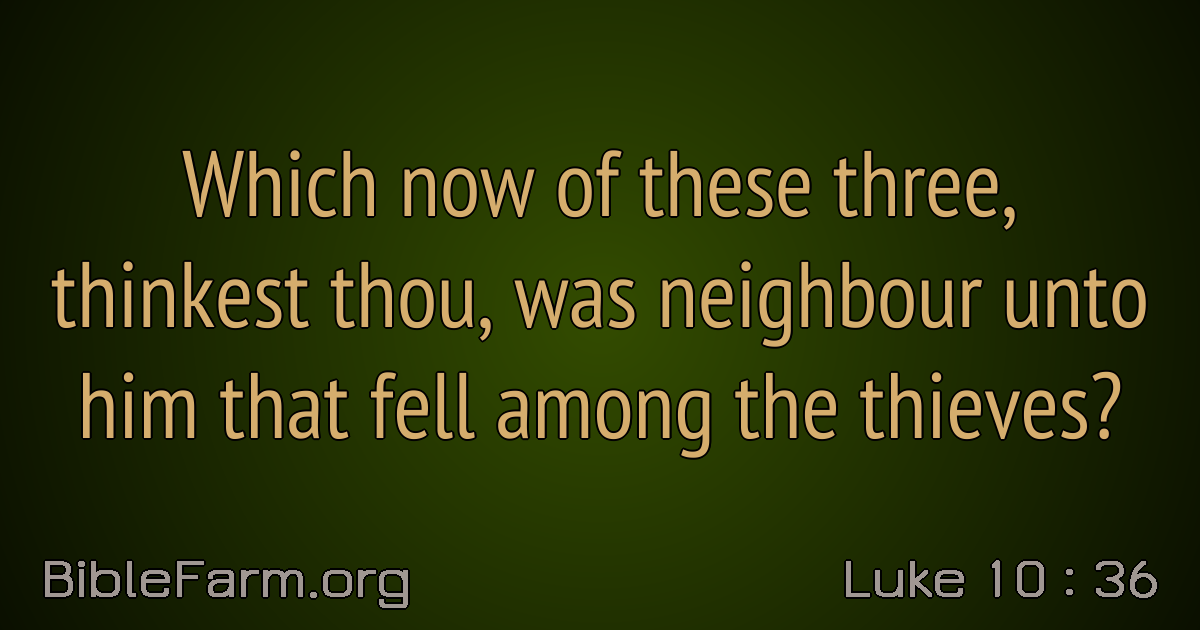 Which now of these three,
thinkest thou, was neighbour unto
him that fell among the thieves?
BibleFarm.org
Luke 10 : 36